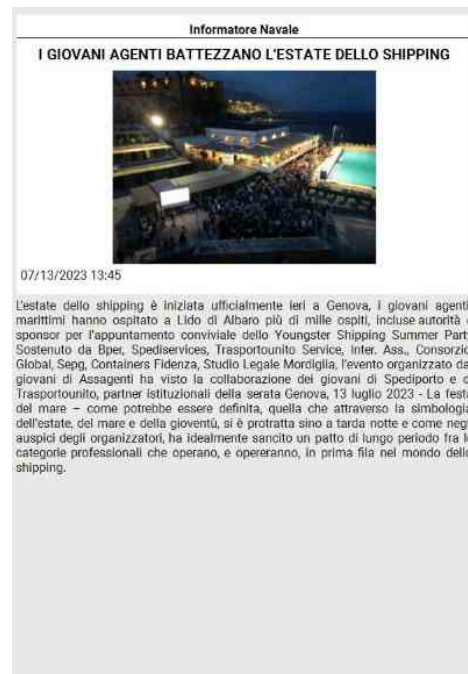 Informatore Navale
I GIOVANI AGENTI BATTEZZANO L'ESTATE DELLO SHIPPING
07/13/2023 13:45
L'estate dello shipping è iniziata ufficialmente ieri a Genova, i giovani agenti
marittimi hanno ospitato a Lido di Albaro più di mille ospiti, incluse autorità e
sponsor per l'appuntamento conviviale dello Youngster Shipping Summer Party
Sostenuto da Bper, Spediservices, Trasportounito Service, Inter. Ass., Consorzio
Global, Sepg, Containers Fidenza, Studio Legale Mordiglia, l'evento organizzato dai
giovani di Assagenti ha visto la collaborazione dei giovani di Spediporto e di
Trasportounito, partner istituzionali della serata Genova, 13 luglio 2023 - La festa
del mare – come potrebbe essere definita, quella che attraverso la simbologia
dell'estate, del mare e della gioventù, si è protratta sino a tarda notte e come negli
auspici degli organizzatori, ha idealmente sancito un patto di lungo periodo fra le
categorie professionali che operano, e opereranno, in prima fila nel mondo dello
shipping.